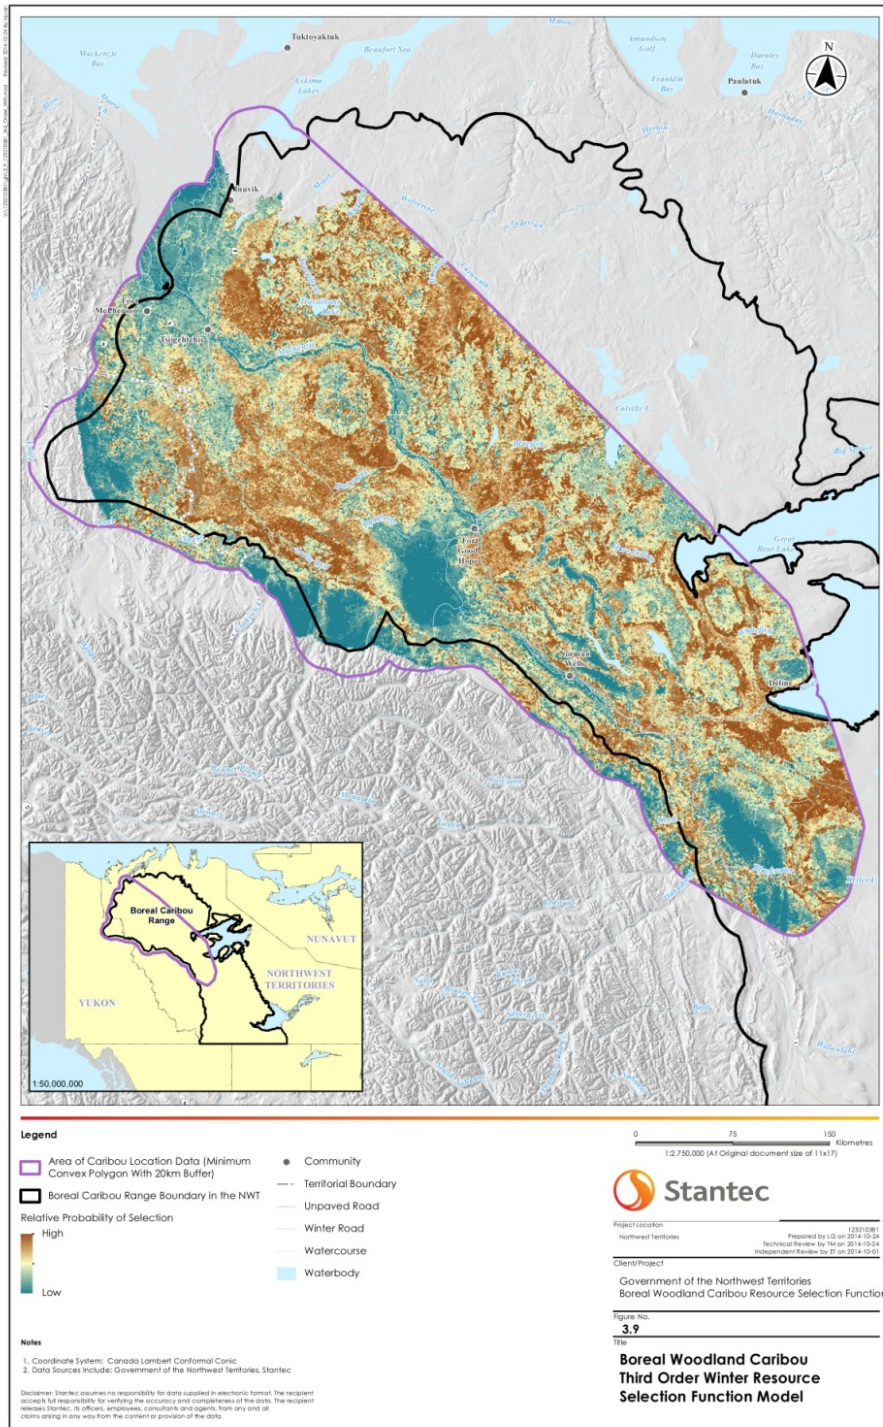 Tuktoyaktuk
Beaufort Sea
Amundsen
Gulf
Darnley
Bay
Mackenzie
Bay
Eskimo
Lakes
Franklin
Bay
Paulatuk
N
Horton
Hornaday
Inuvik
Wolverine
Anderson
Carnwath
Fort
McPherson
Tsiigehtchic
Travaillant
Lake
Mackenzie
Colville L
Great
Bear Lake
Fort
Good
Hope
Norman
Wells
Deline
Willowlake
Boreal Caribou
Range
NUNAVUT
NORTHWEST
TERRITORIES
YUKON
1:50,000,000
Legend
Area of Caribou Location Data (Minimum
Convex Polygon With 20km Buffer)
Boreal Caribou Range Boundary in the NWT
Relative Probability of Selection
High
Low
Community
Territorial Boundary
Unpaved Road
Winter Road
Watercourse
Waterbody
0 75 150
Kilometres
1:2,750,000 (At Original document size of 11x17)
Stantec
Project Location
Northwest Territories
123210381
Prepared by LQ on 2014-10-24
Technical Review by TM on 2014-10-24
Independent Review by ET on 2014-10-01
Client/Project
Government of the Northwest Territories
Boreal Woodland Caribou Resource Selection Function
Figure No.
3.9
Title
Boreal Woodland Caribou
Third Order Winter Resource
Selection Function Model
Notes
1. Coordinate System: Canada Lambert Conformal Conic
2. Data Sources Include: Government of the Northwest Territories, Stantec
Disclaimer: Stantec assumes no responsibility for data supplied in electronic format. The recipient
accepts full responsibility for verifying the accuracy and completeness of the data. The recipient
releases Stantec, its officers, employees, consultants and agents, from any and all
claims arising in any way from the content or provision of the data.